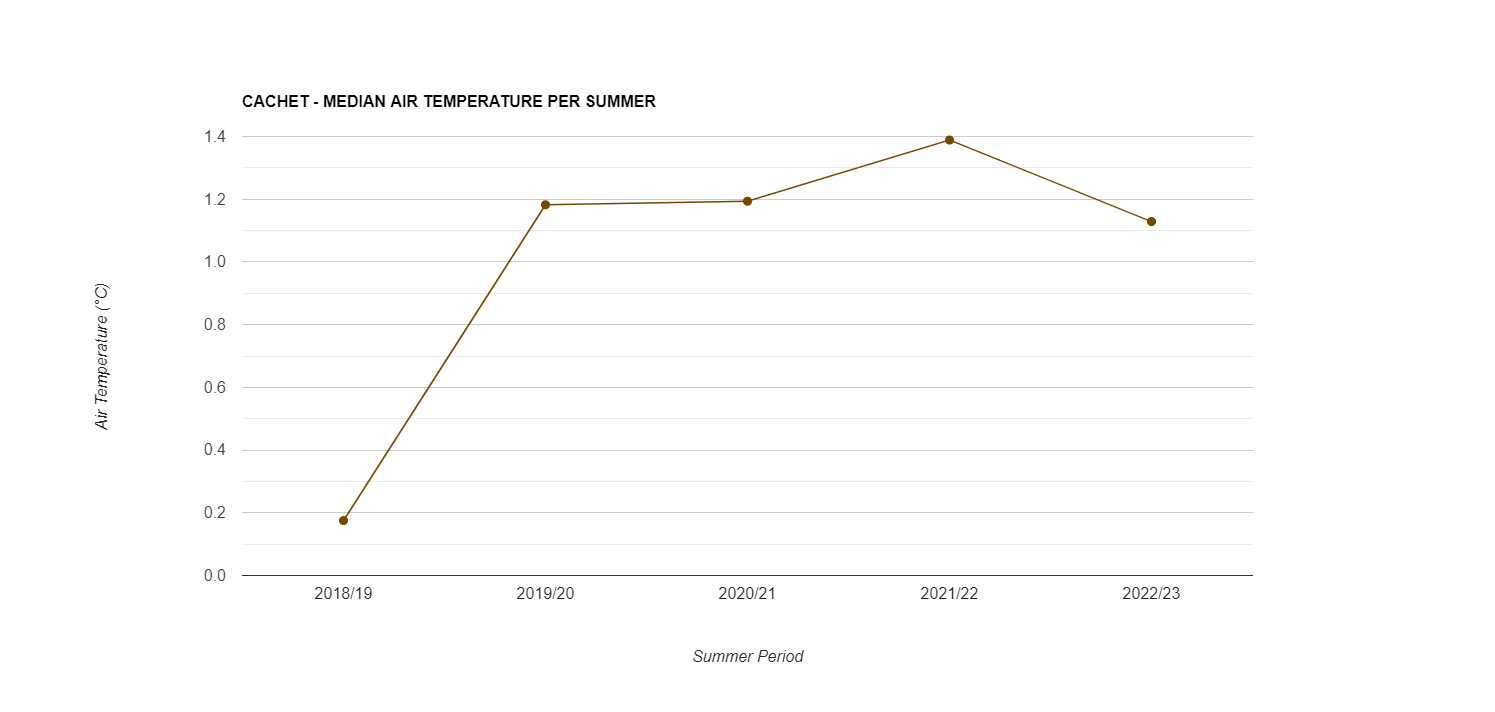 CACHET - MEDIAN AIR TEMPERATURE PER SUMMER
1.4
1.2
1.0
0.8
0.6
0.4
0.2
0.0
Air Temperature (°C)
2018/19 2019/20 2020/21 2021/22 2022/23
Summer Period